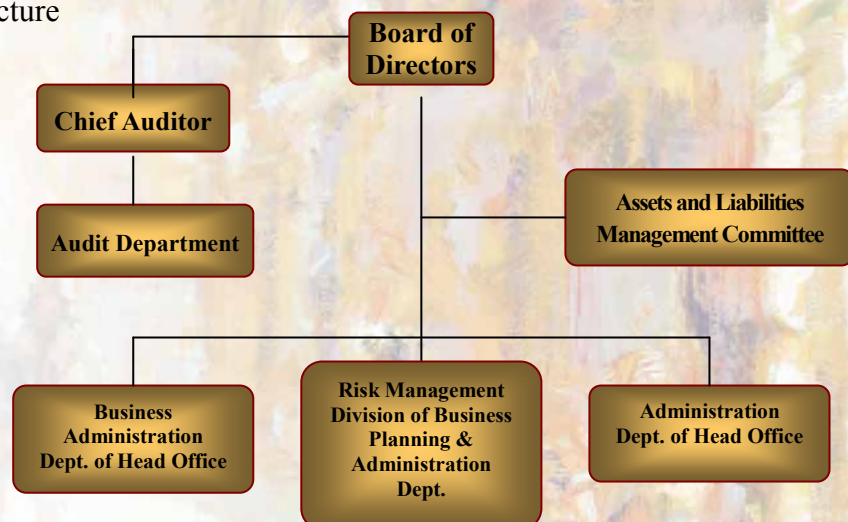 cture
Board of
Directors
Chief Auditor
Audit Department
Assets and Liabilities
Management Committee
Business
Administration
Dept. of Head Office
Risk Management
Division of Business
Planning &
Administration
Dept.
Administration
Dept. of Head Office